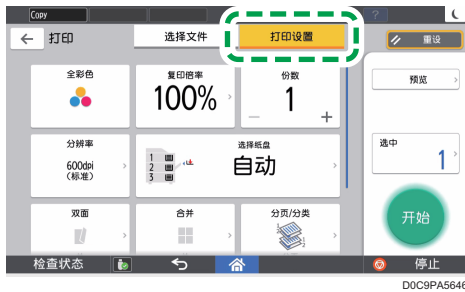 Copy
?
打印
选择文件
打印设置
重设
全彩色
复印倍率
100%
份数
1
预览
分辨率
600dpi
(标准)
选择纸盘
1
2
3
自动
选中
1
双面
合并
分页/分类
开始
检查状态
停止
D0C9PA5646